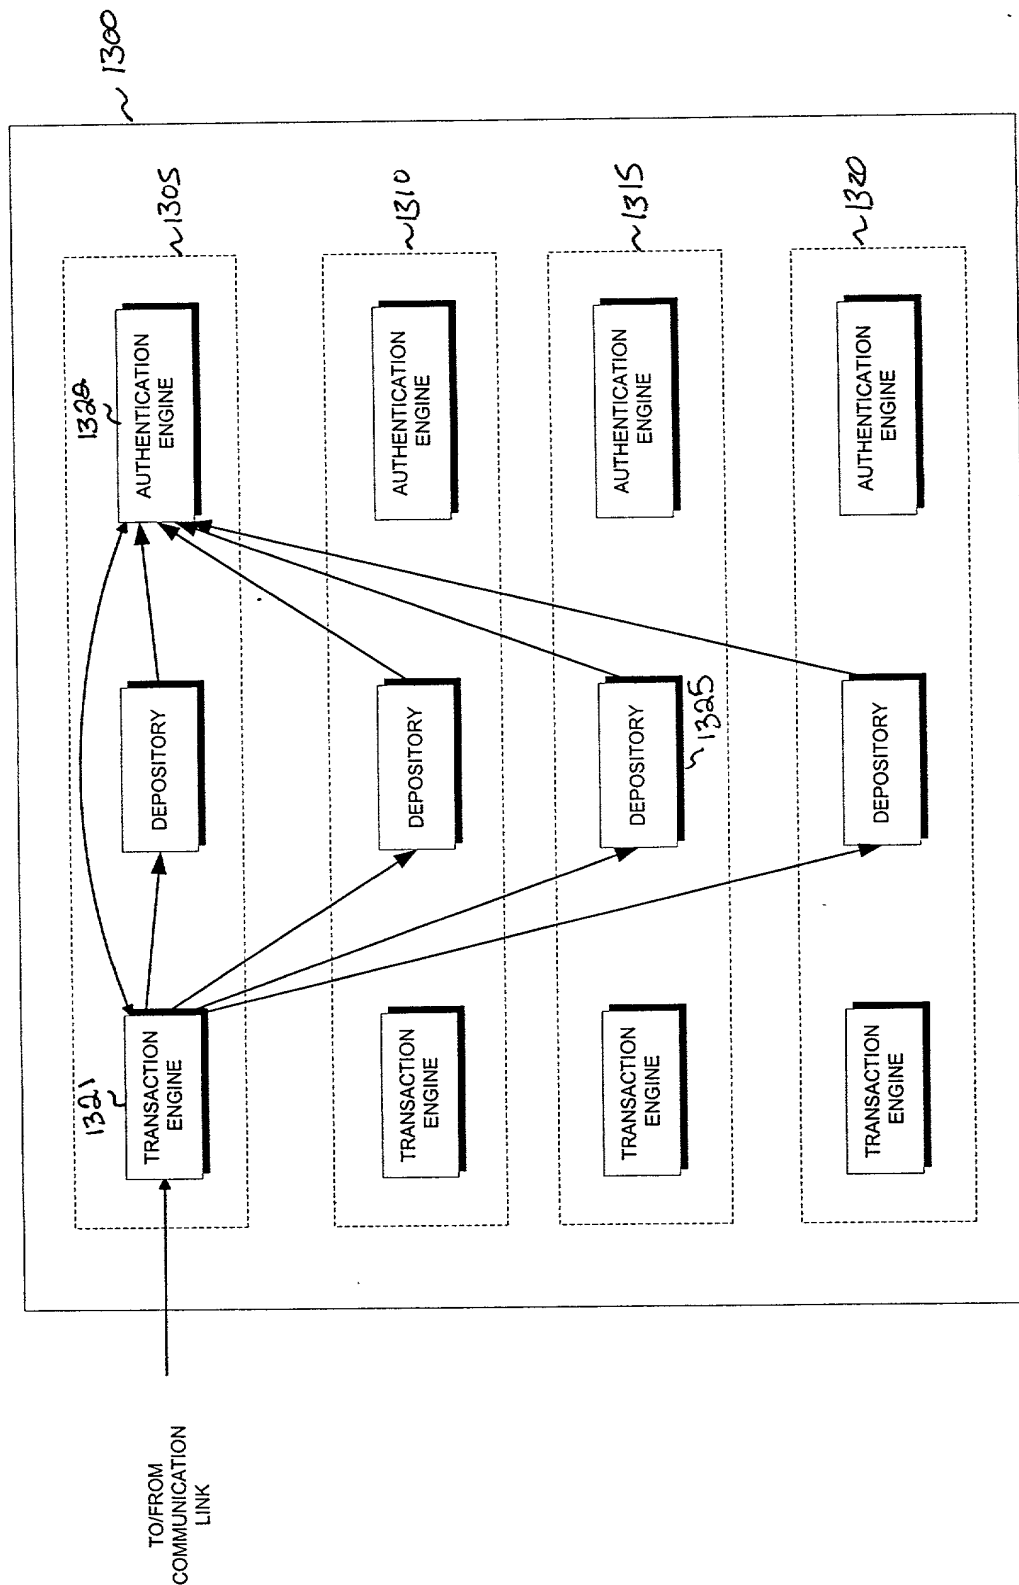 1300
1321
1322
1305
TO/FROM
COMMUNICATION
LINK
TRANSACTION
ENGINE
DEPOSITORY
AUTHENTICATION
ENGINE
1310
TRANSACTION
ENGINE
DEPOSITORY
AUTHENTICATION
ENGINE
1315
TRANSACTION
ENGINE
DEPOSITORY
AUTHENTICATION
ENGINE
1325
1320
TRANSACTION
ENGINE
DEPOSITORY
AUTHENTICATION
ENGINE